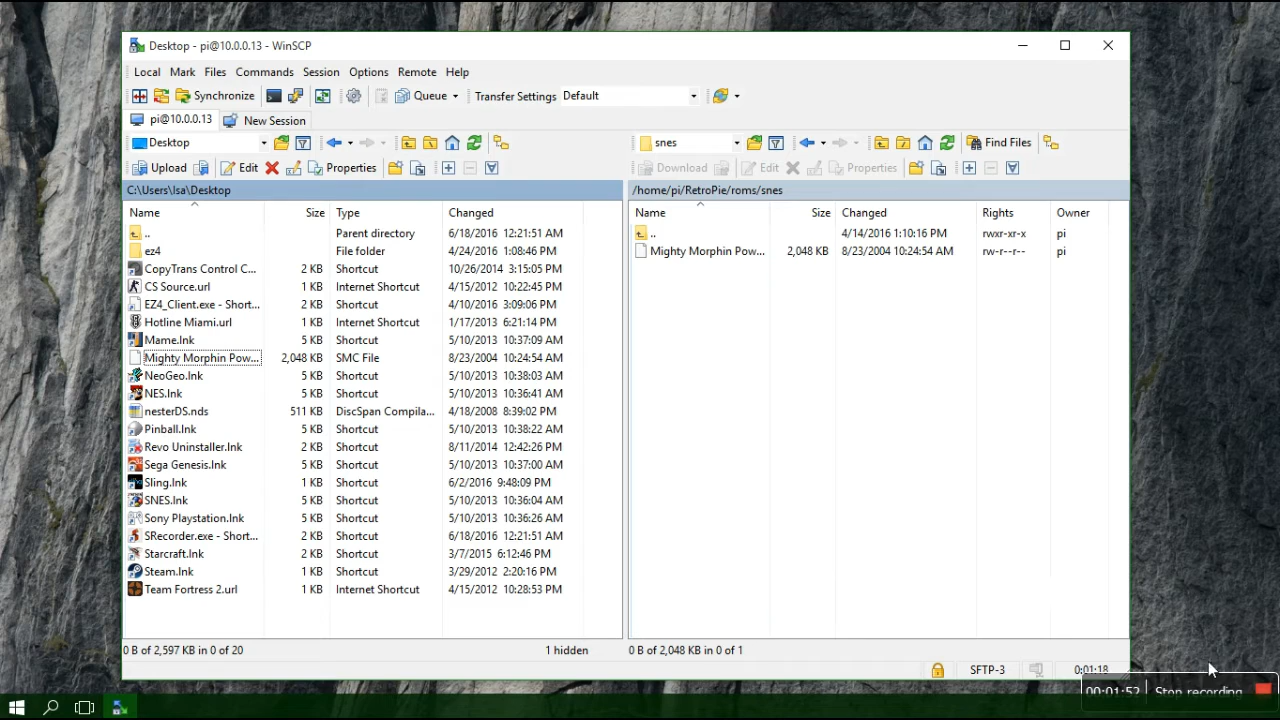 Desktop - pi@10.0.0.13 - WinSCP
Local Mark Files Commands Session Options Remote Help
Synchronize Queue Transfer Settings Default
pi@10.0.0.13 New Session
Desktop snes Find Files
Upload Edit Properties Download Edit Properties
C:\Users\Isa\Desktop /home/pi/RetroPie/roms/snes
Name Size Type Changed Name Size Changed Rights Owner
.. Parent directory 6/18/2016 12:21:51 AM .. 4/14/2016 1:10:16 PM rwxr-xr-x pi
ez4 File folder 4/24/2016 1:08:46 PM Mighty Morphin Pow... 2,048 KB 8/23/2004 10:24:54 AM rw-r--r-- pi
CopyTrans Control C... 2 KB Shortcut 10/26/2014 3:15:05 PM
CS Source.url 1 KB Internet Shortcut 4/15/2012 10:22:45 PM
EZ4_Client.exe - Short... 2 KB Shortcut 4/10/2016 3:09:06 PM
Hotline Miami.url 1 KB Internet Shortcut 1/17/2013 6:21:14 PM
Mame.lnk 5 KB Shortcut 5/10/2013 10:37:09 AM
Mighty Morphin Pow... 2,048 KB SMC File 8/23/2004 10:24:54 AM
NeoGeo.lnk 5 KB Shortcut 5/10/2013 10:38:03 AM
NES.lnk 5 KB Shortcut 5/10/2013 10:36:41 AM
nesterDS.nds 511 KB DiscSpan Compila... 4/18/2008 8:39:02 PM
Pinball.lnk 5 KB Shortcut 5/10/2013 10:38:22 AM
Revo Uninstaller.lnk 2 KB Shortcut 8/11/2014 12:42:26 PM
Sega Genesis.lnk 5 KB Shortcut 5/10/2013 10:37:00 AM
Sling.lnk 1 KB Shortcut 6/2/2016 9:48:09 PM
SNES.lnk 5 KB Shortcut 5/10/2013 10:36:04 AM
Sony Playstation.lnk 5 KB Shortcut 5/10/2013 10:36:26 AM
SRecorder.exe - Short... 2 KB Shortcut 6/18/2016 12:21:51 AM
Starcraft.lnk 2 KB Shortcut 3/7/2015 6:12:46 PM
Steam.lnk 1 KB Shortcut 3/29/2012 2:20:16 PM
Team Fortress 2.url 1 KB Internet Shortcut 4/15/2012 10:28:53 PM
0 B of 2,597 KB in 0 of 20 1 hidden 0 B of 2,048 KB in 0 of 1
SFTP-3 0:01:18
00:01:52 Stop recording